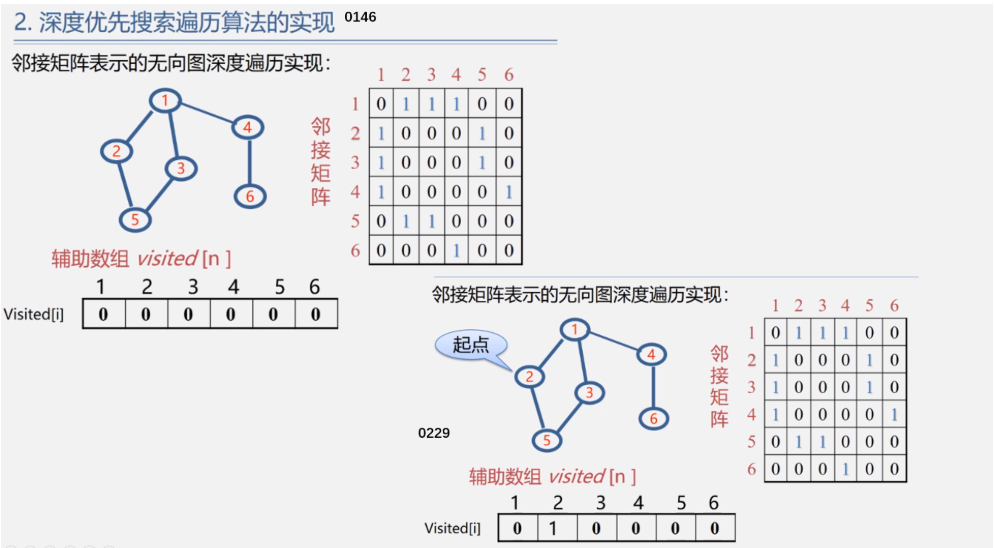 2. 深度优先搜索遍历算法的实现 0146
邻接矩阵表示的无向图深度遍历实现：
1 2 3 4 5 6
1 0 1 1 1 0 0
2 1 0 0 0 1 0
3 1 0 0 0 1 0
4 1 0 0 0 0 1
5 0 1 1 0 0 0
6 0 0 0 1 0 0
邻接矩阵
1
4
2
3
6
5
辅助数组 visited [n ]
1 2 3 4 5 6
Visited[i] 0 0 0 0 0 0
邻接矩阵表示的无向图深度遍历实现：
1 2 3 4 5 6
1 0 1 1 1 0 0
2 1 0 0 0 1 0
3 1 0 0 0 1 0
4 1 0 0 0 0 1
5 0 1 1 0 0 0
6 0 0 0 1 0 0
邻接矩阵
起点
1
4
2
3
6
5
0229
辅助数组 visited [n ]
1 2 3 4 5 6
Visited[i] 0 1 0 0 0 0